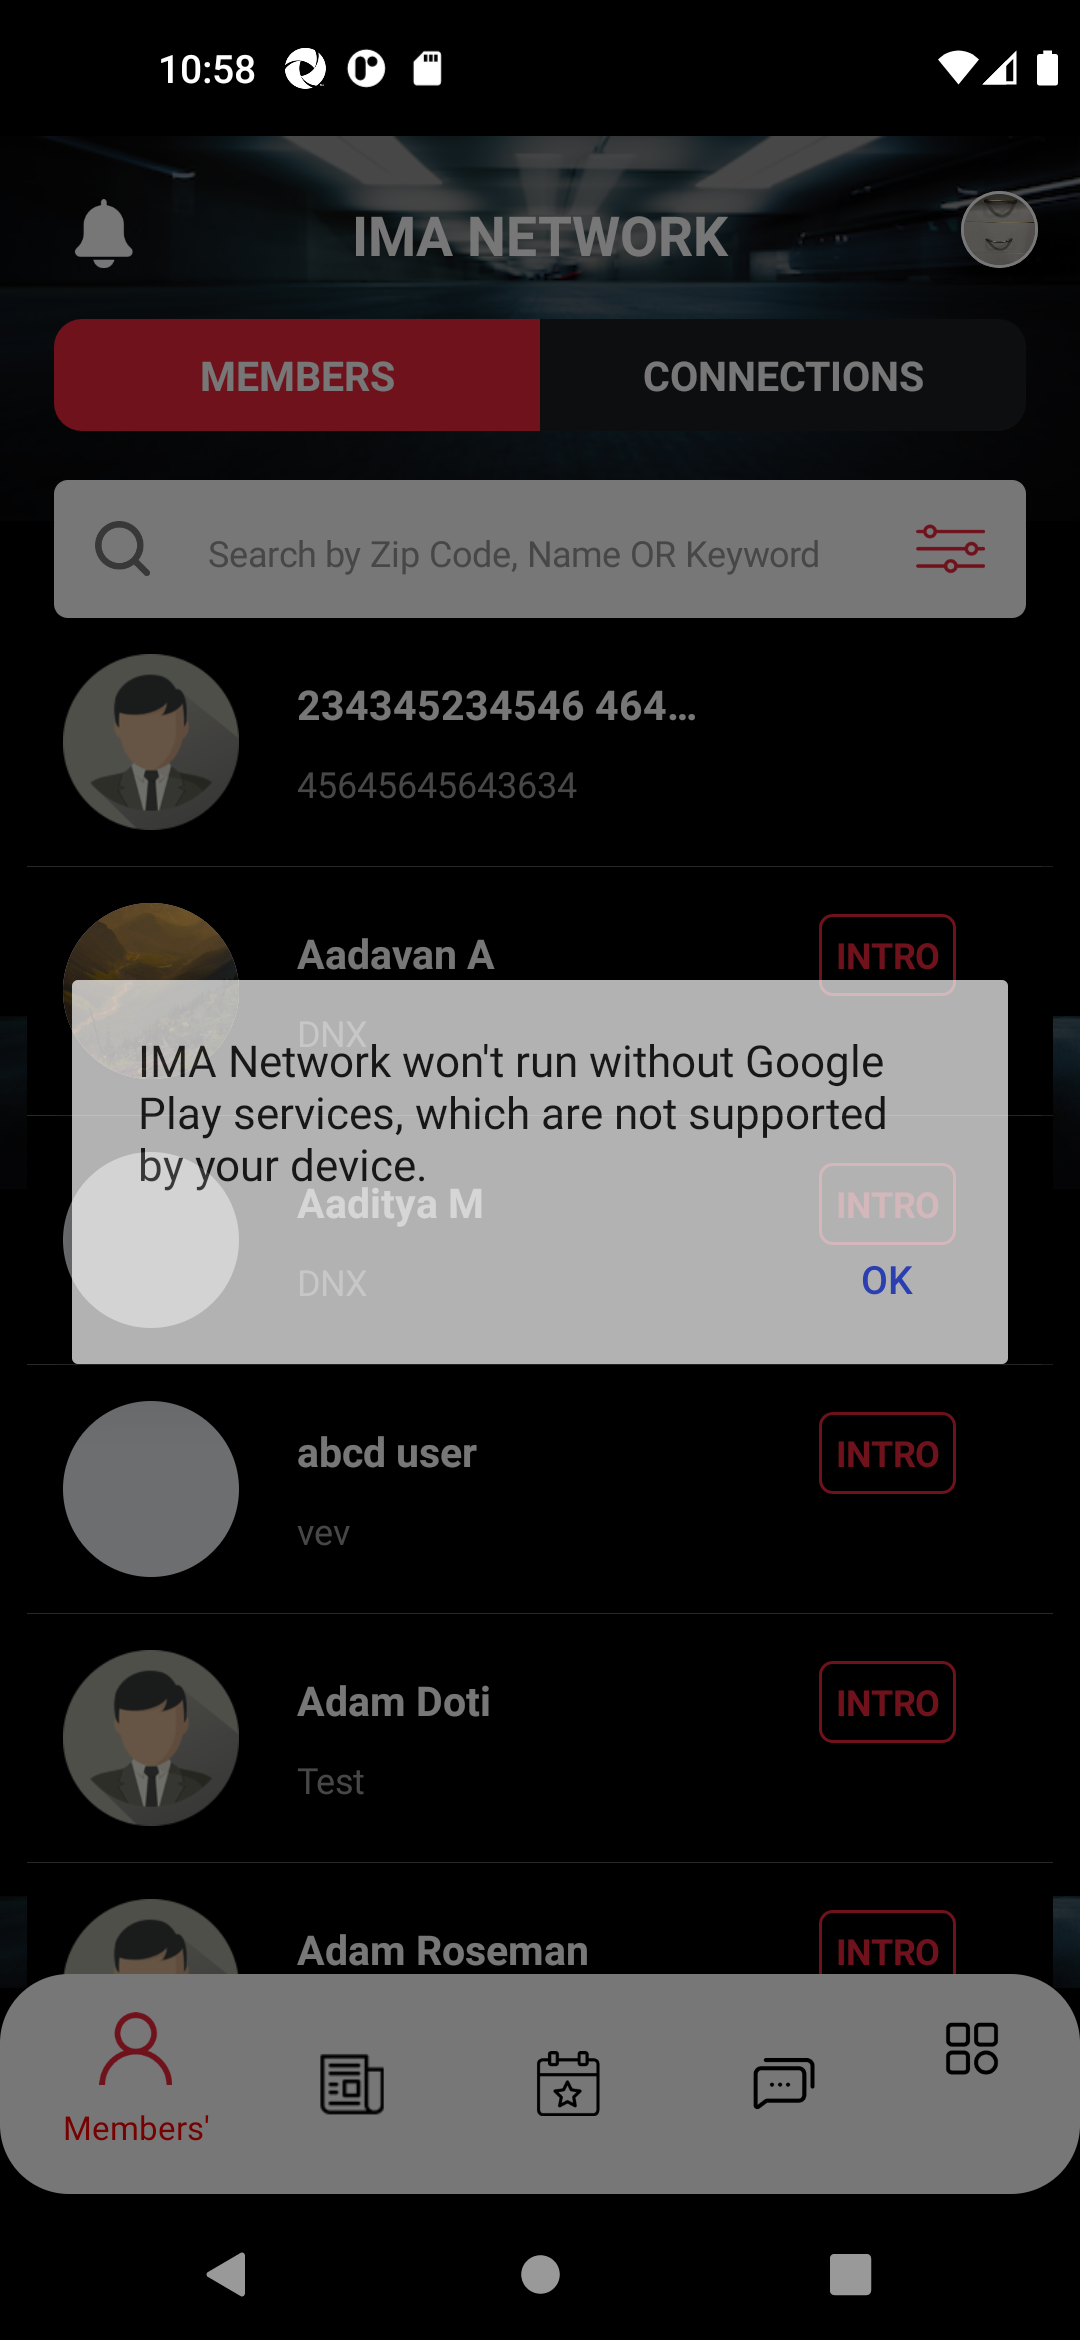 10:58
IMA NETWORK
MEMBERS
CONNECTIONS
Search by Zip Code, Name OR Keyword
234345234546 464…
45645645643634
Aadavan A
INTRO
DNX
IMA Network won't run without Google
Play services, which are not supported
by your device.
Aaditya M
INTRO
DNX
OK
abcd user
INTRO
vev
Adam Doti
INTRO
Test
Adam Roseman
INTRO
Members'